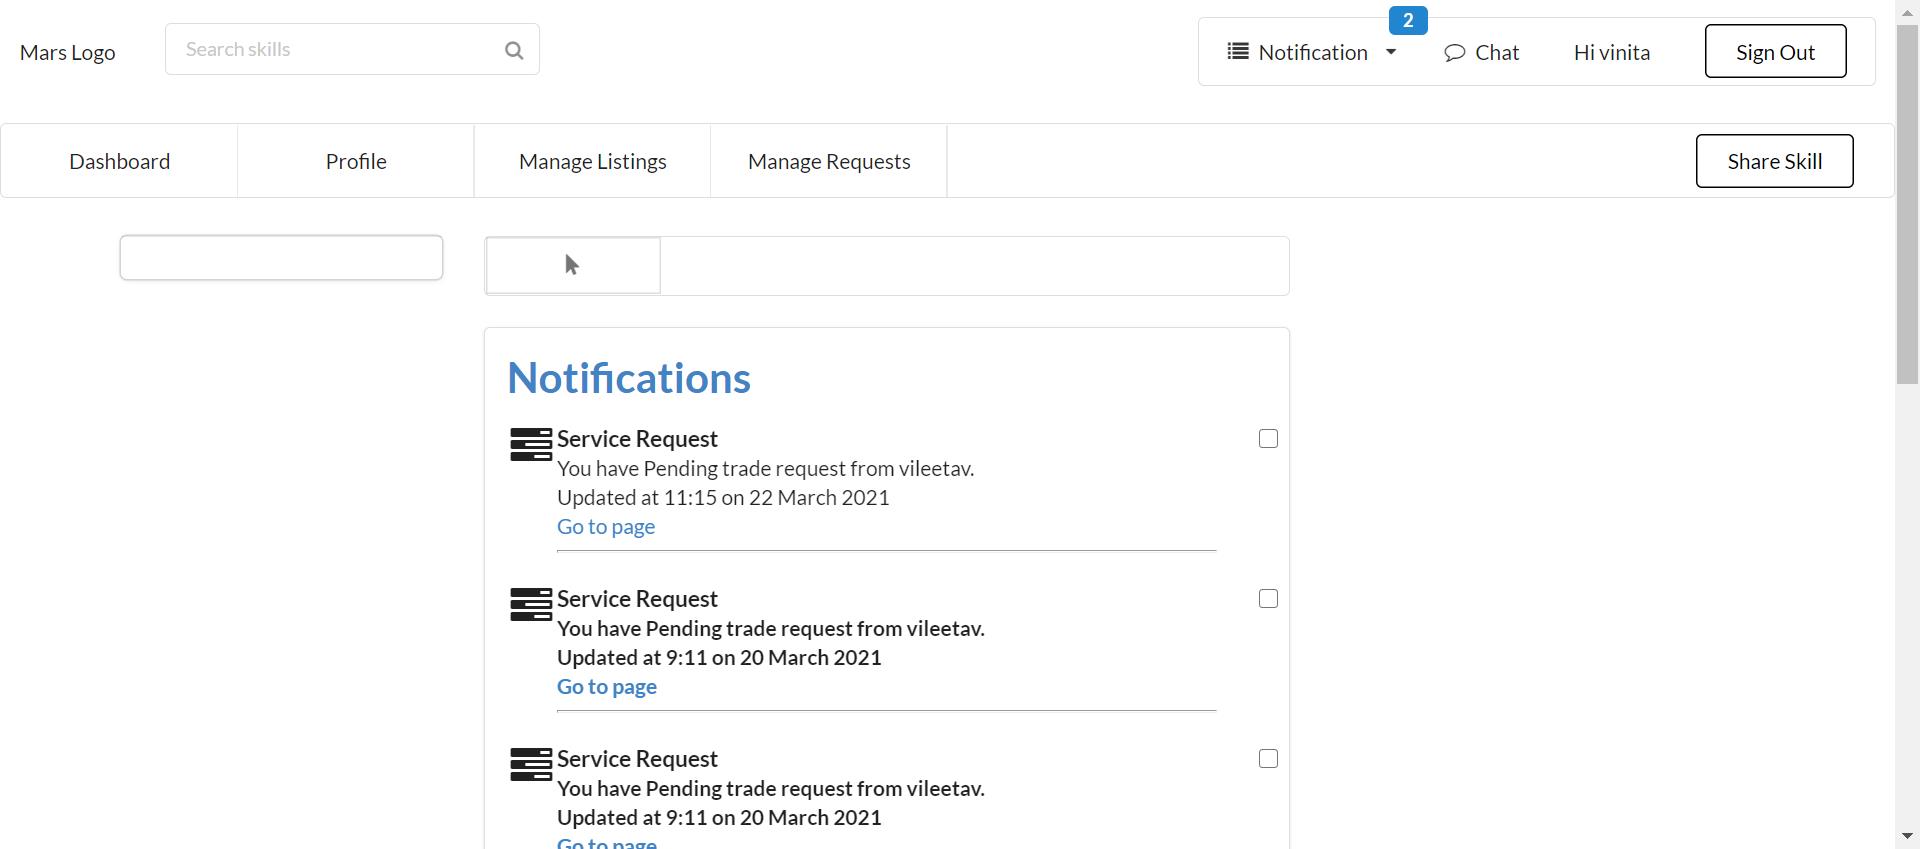 2
Mars Logo
Search skills
Notification
Chat
Hi vinita
Sign Out
Dashboard
Profile
Manage Listings
Manage Requests
Share Skill
Notifications
Service Request
You have Pending trade request from vileetav.
Updated at 11:15 on 22 March 2021
Go to page
Service Request
You have Pending trade request from vileetav.
Updated at 9:11 on 20 March 2021
Go to page
Service Request
You have Pending trade request from vileetav.
Updated at 9:11 on 20 March 2021
Go to page